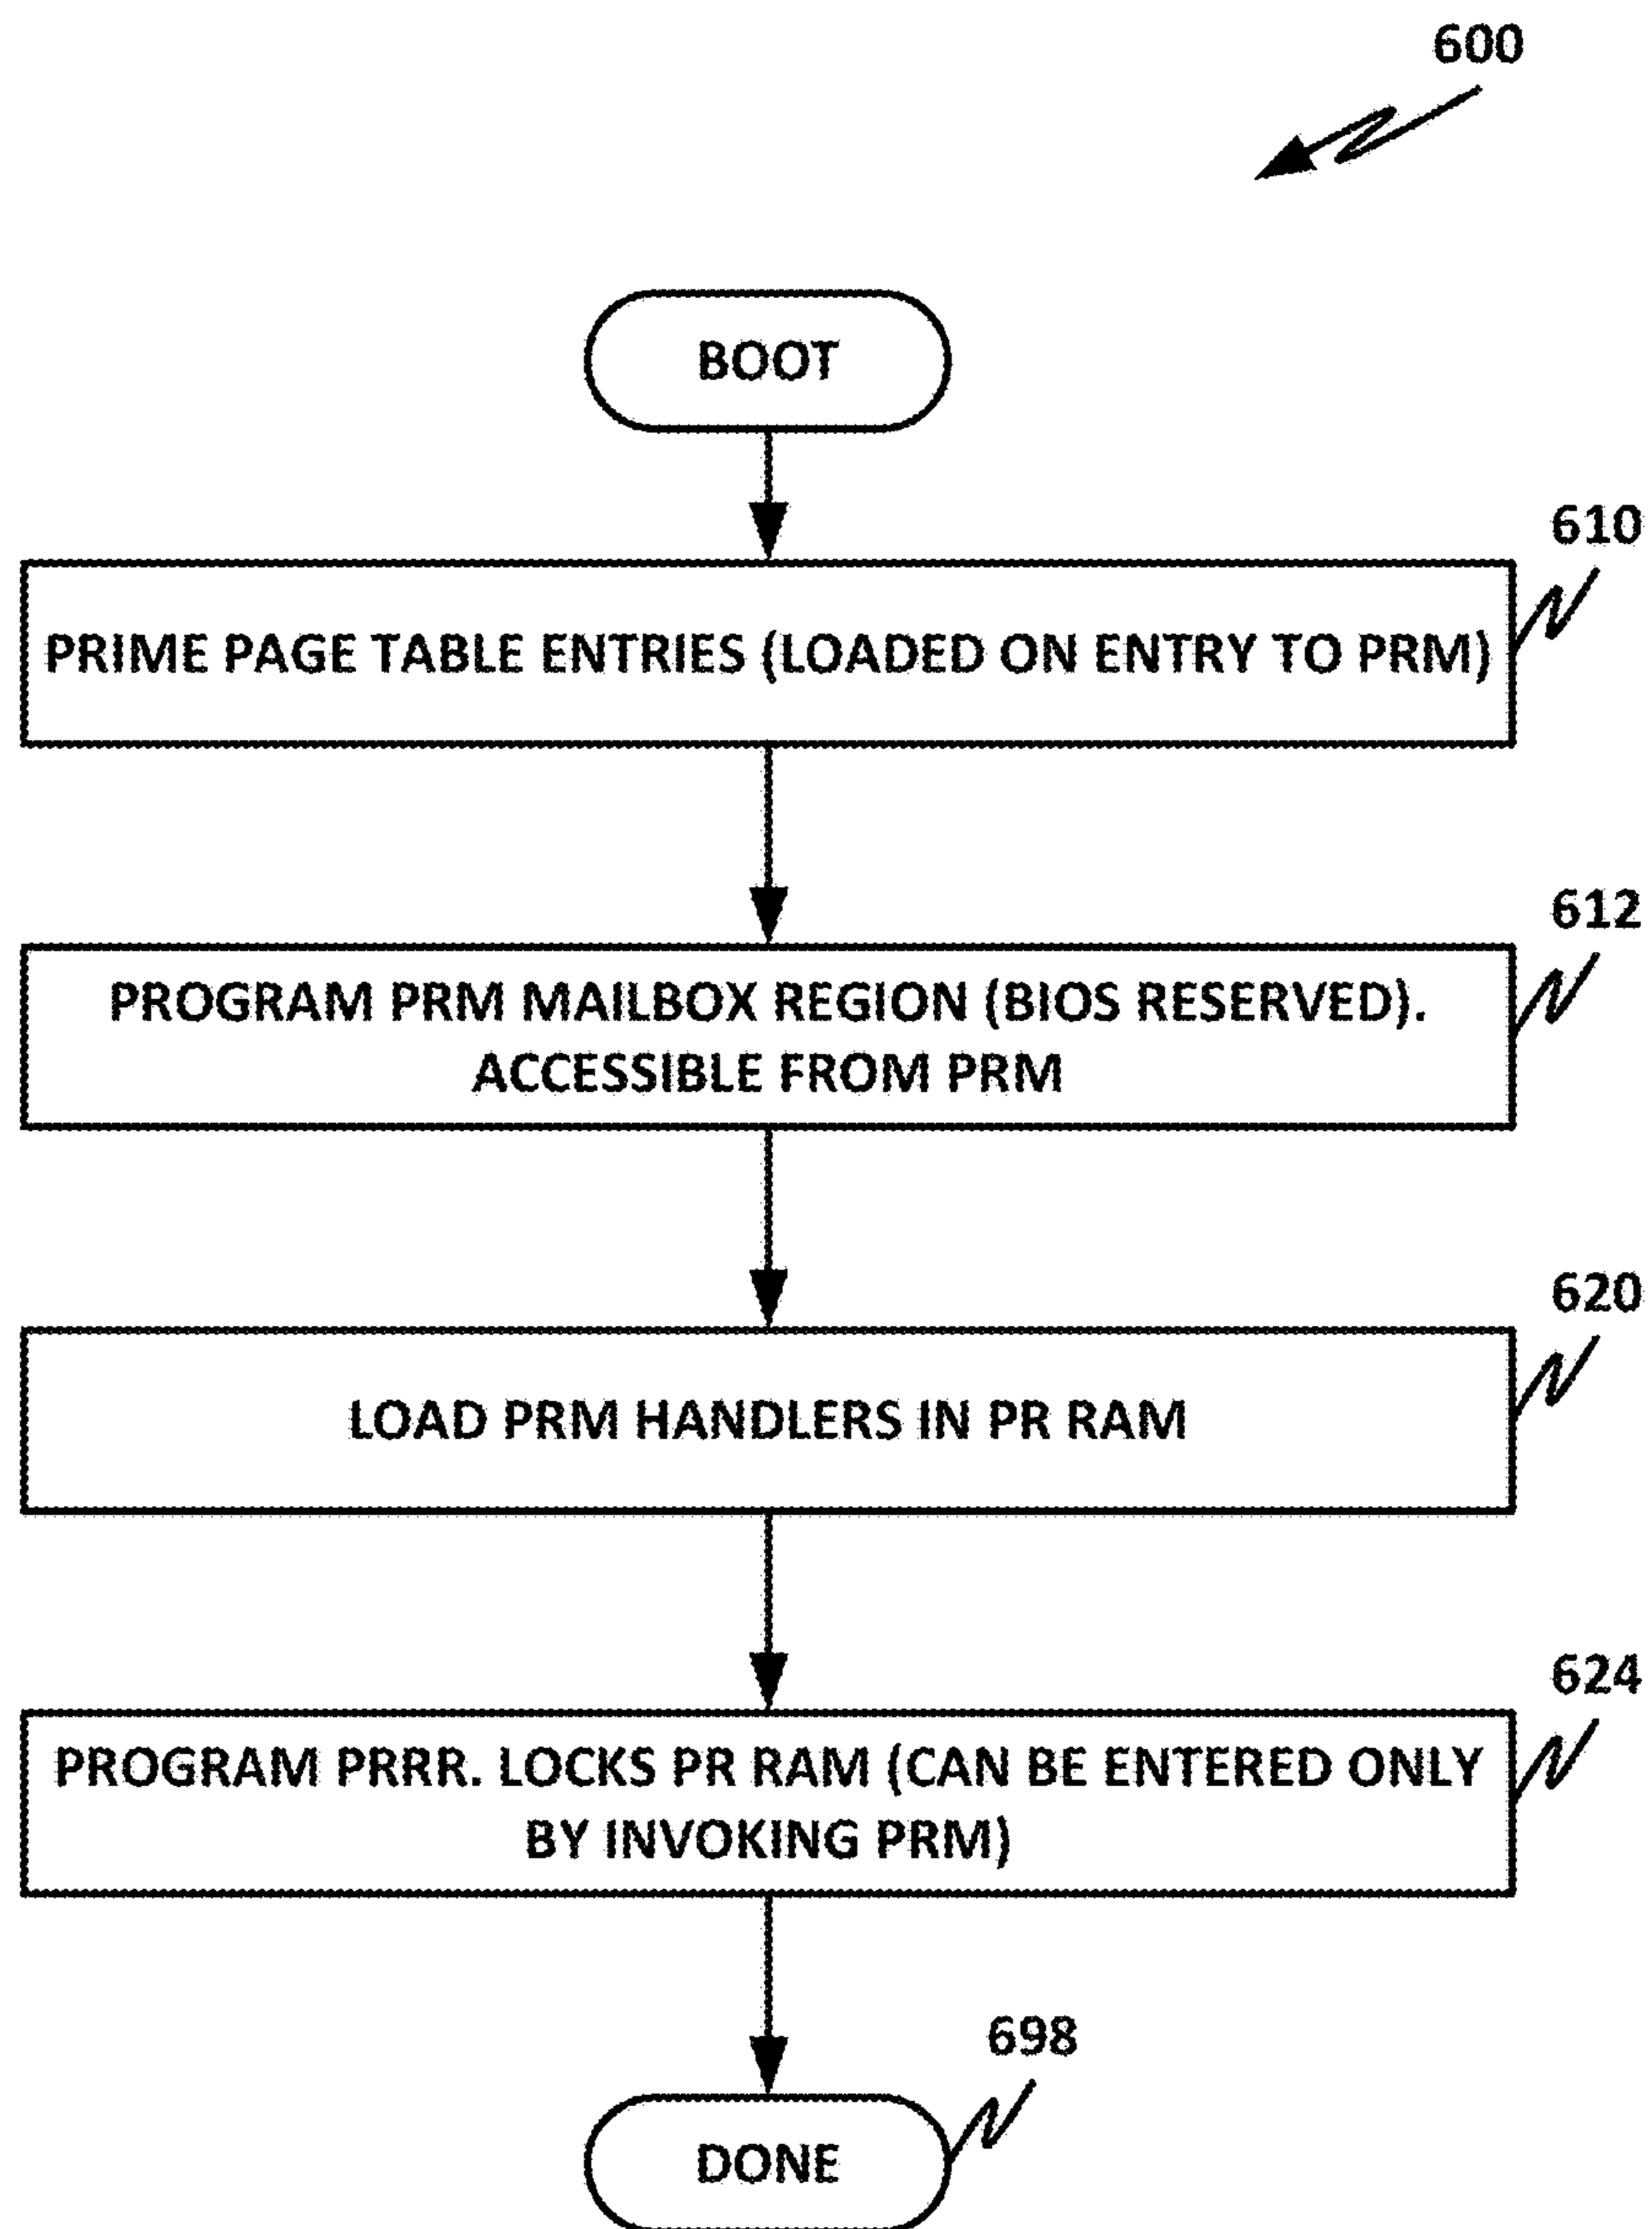 600
BOOT
610
PRIME PAGE TABLE ENTRIES (LOADED ON ENTRY TO PRM)
612
PROGRAM PRM MAILBOX REGION (BIOS RESERVED).
ACCESSIBLE FROM PRM
620
LOAD PRM HANDLERS IN PR RAM
624
PROGRAM PRRR. LOCKS PR RAM (CAN BE ENTERED ONLY
BY INVOKING PRM)
698
DONE